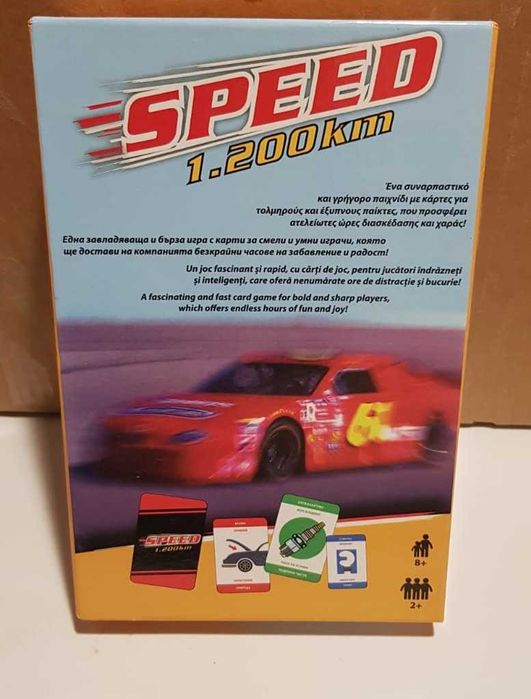 SPEED
1.200km
Ένα συναρπαστικό
και γρήγορο παιχνίδι με κάρτες για
τολμηρούς και έξυπνους παίκτες, που προσφέρει
ατελείωτες ώρες διασκέδασης και χαράς!
Една завладяваща и бърза игра с карти за смели и умни играчи, която
ще достави на компанията безкрайни часове на забавление и радост!
Un joc fascinant și rapid, cu cărți de joc, pentru jucători îndrăzneți
și inteligenți, care oferă nenumărate ore de distracție și bucurie!
A fascinating and fast card game for bold and sharp players,
which offers endless hours of fun and joy!
6
SPEED
1.200km
8+
2+